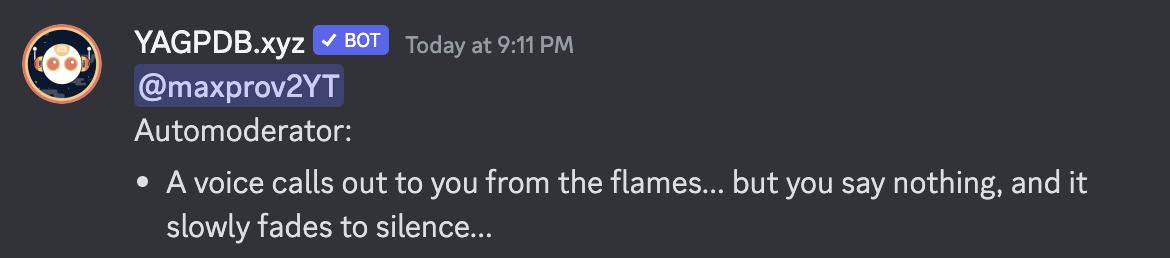 YAGPDB.xyz ✓ BOT Today at 9:11 PM
@maxprov2YT
Automoderator:
• A voice calls out to you from the flames... but you say nothing, and it
slowly fades to silence...